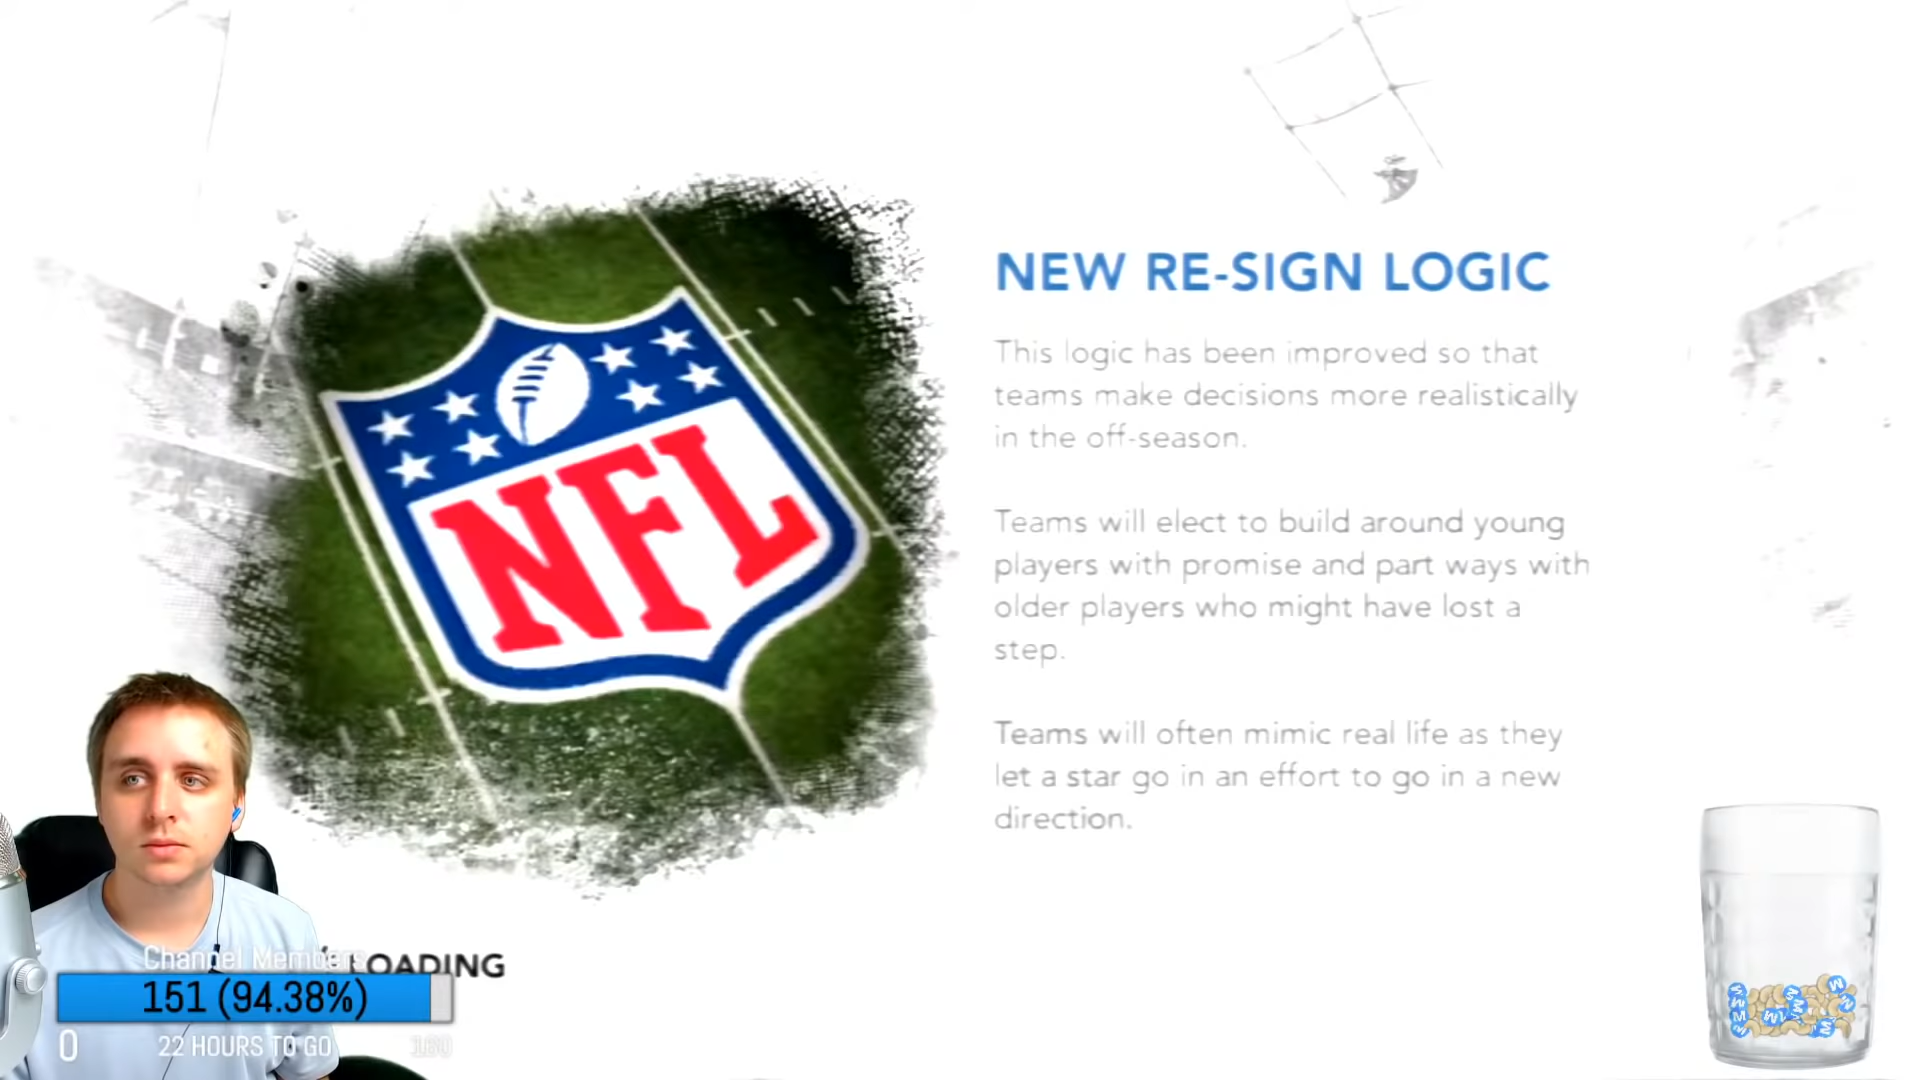 NEW RE-SIGN LOGIC
This logic has been improved so that
teams make decisions more realistically
in the off-season.
Teams will elect to build around young
players with promise and part ways with
older players who might have lost a
step.
Teams will often mimic real life as they
let a star go in an effort to go in a new
direction.
NFL
LOADING
Channel Members
151 (94.38%)
0
22 HOURS TO GO
160